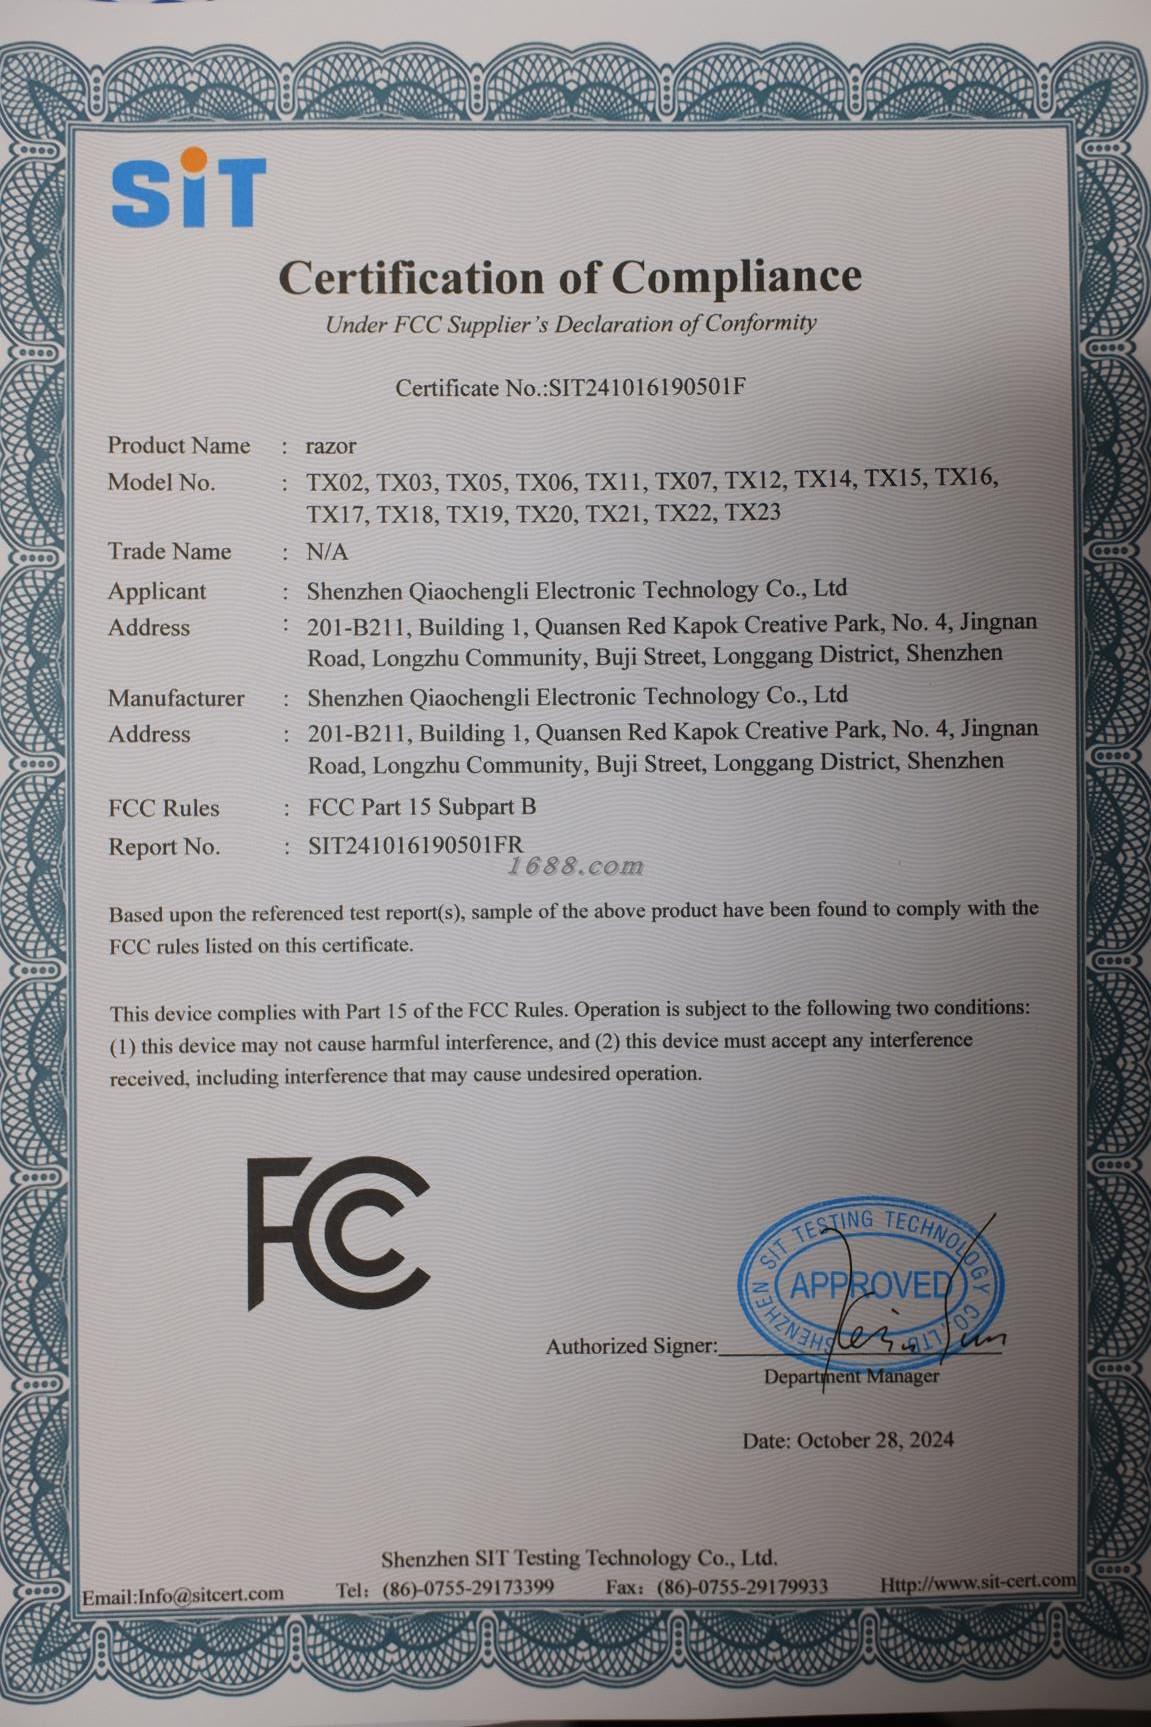 SiT
Certification of Compliance
Under FCC Supplier's Declaration of Conformity
Certificate No.:SIT241016190501F
Product Name : razor
Model No. : TX02, TX03, TX05, TX06, TX11, TX07, TX12, TX14, TX15, TX16,
TX17, TX18, TX19, TX20, TX21, TX22, TX23
Trade Name : N/A
Applicant : Shenzhen Qiaochengli Electronic Technology Co., Ltd
Address : 201-B211, Building 1, Quansen Red Kapok Creative Park, No. 4, Jingnan
Road, Longzhu Community, Buji Street, Longgang District, Shenzhen
Manufacturer : Shenzhen Qiaochengli Electronic Technology Co., Ltd
Address : 201-B211, Building 1, Quansen Red Kapok Creative Park, No. 4, Jingnan
Road, Longzhu Community, Buji Street, Longgang District, Shenzhen
FCC Rules : FCC Part 15 Subpart B
Report No. : SIT241016190501FR
1688.com
Based upon the referenced test report(s), sample of the above product have been found to comply with the
FCC rules listed on this certificate.
This device complies with Part 15 of the FCC Rules. Operation is subject to the following two conditions:
(1) this device may not cause harmful interference, and (2) this device must accept any interference
received, including interference that may cause undesired operation.
FCC
SHENZHEN SIT TESTING TECHNOLOGY CO.,LTD
APPROVED
Authorized Signer:
Department Manager
Date: October 28, 2024
Shenzhen SIT Testing Technology Co., Ltd.
Email:Info@sitcert.com Tel: (86)-0755-29173399 Fax: (86)-0755-29179933 Http://www.sit-cert.com